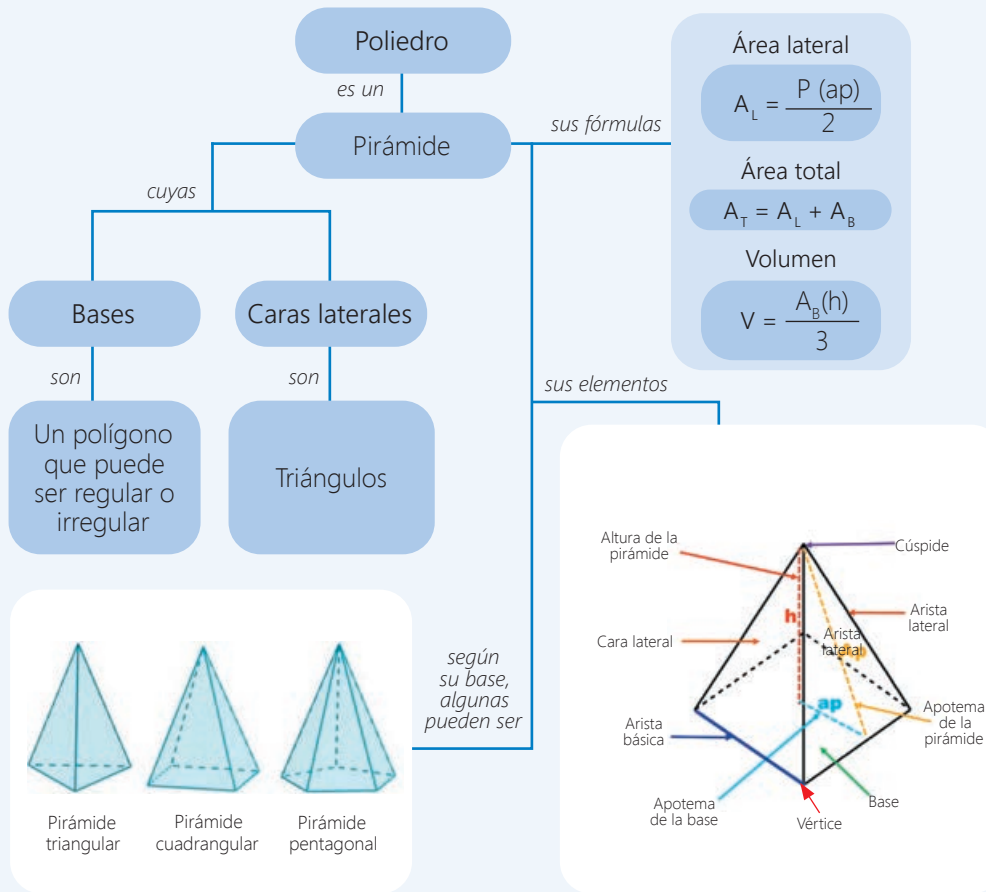 Poliedro
es un
Pirámide
cuyas
Bases
son
Un polígono
que puede
ser regular o
irregular
Caras laterales
son
Triángulos
sus fórmulas
Área lateral
A_L = P (ap) / 2
Área total
A_T = A_L + A_B
Volumen
V = A_B(h) / 3
sus elementos
Altura de la
pirámide
Cúspide
h
Cara lateral
Arista
lateral
Arista
lateral
ap
Apotema
de la
pirámide
Arista
básica
Apotema
de la base
Base
Vértice
según
su base,
algunas
pueden ser
Pirámide
triangular
Pirámide
cuadrangular
Pirámide
pentagonal